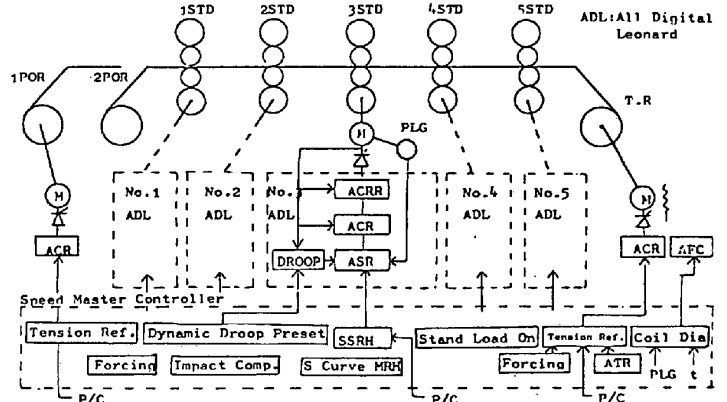 1STD 2STD 3STD 4STD 5STD
ADL:All Digital
Leonard
1POR
2POR
T.R
M
PLG
No.1
ADL
No.2
ADL
No.
ACRR
ACR
DROOP
ASR
No.4
ADL
No.5
ADL
M
ACR
M
ACR
AFC
Speed Master Controller
Tension Ref.
Dynamic Droop Preset
SSRH
Stand Load On
Tension Ref.
Coil Dia
Forcing
Impact Comp.
S Curve MRH
Forcing
ATR
PLG
t
P/C
P/C
P/C